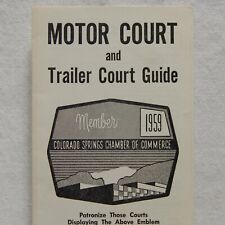 MOTOR COURT
and
Trailer Court Guide
Member
1959
COLORADO SPRINGS CHAMBER OF COMMERCE
Patronize Those Courts
Displaying The Above Emblem